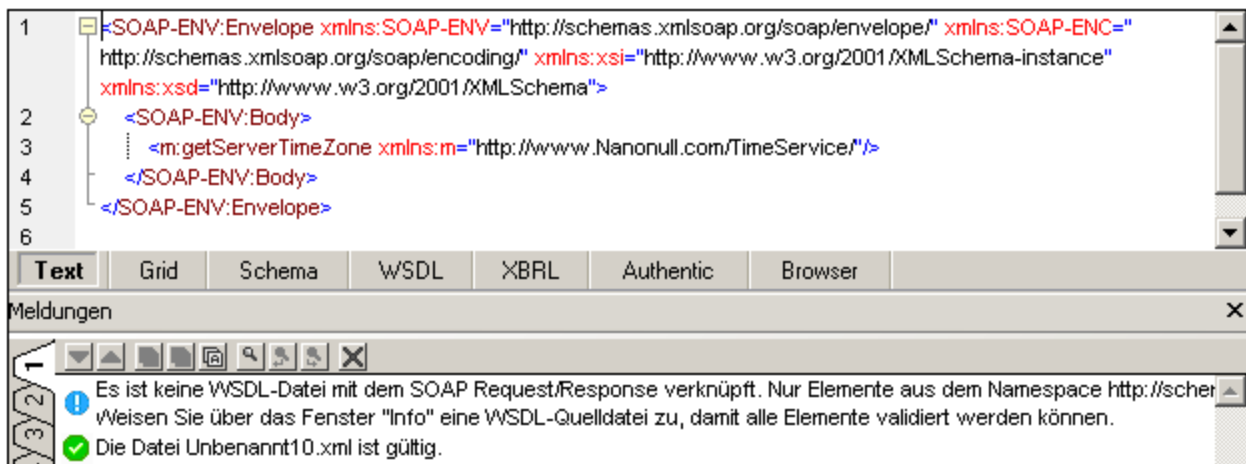 1 <SOAP-ENV:Envelope xmlns:SOAP-ENV="http://schemas.xmlsoap.org/soap/envelope/" xmlns:SOAP-ENC="
http://schemas.xmlsoap.org/soap/encoding/" xmlns:xsi="http://www.w3.org/2001/XMLSchema-instance"
xmlns:xsd="http://www.w3.org/2001/XMLSchema">
2 <SOAP-ENV:Body>
3 <m:getServerTimeZone xmlns:m="http://www.Nanonull.com/TimeService/"/>
4 </SOAP-ENV:Body>
5 </SOAP-ENV:Envelope>
6
Text Grid Schema WSDL XBRL Authentic Browser
Meldungen
1
2
3
Es ist keine WSDL-Datei mit dem SOAP Request/Response verknüpft. Nur Elemente aus dem Namespace http://scher
Weisen Sie über das Fenster "Info" eine WSDL-Quelldatei zu, damit alle Elemente validiert werden können.
Die Datei Unbenannt10.xml ist gültig.